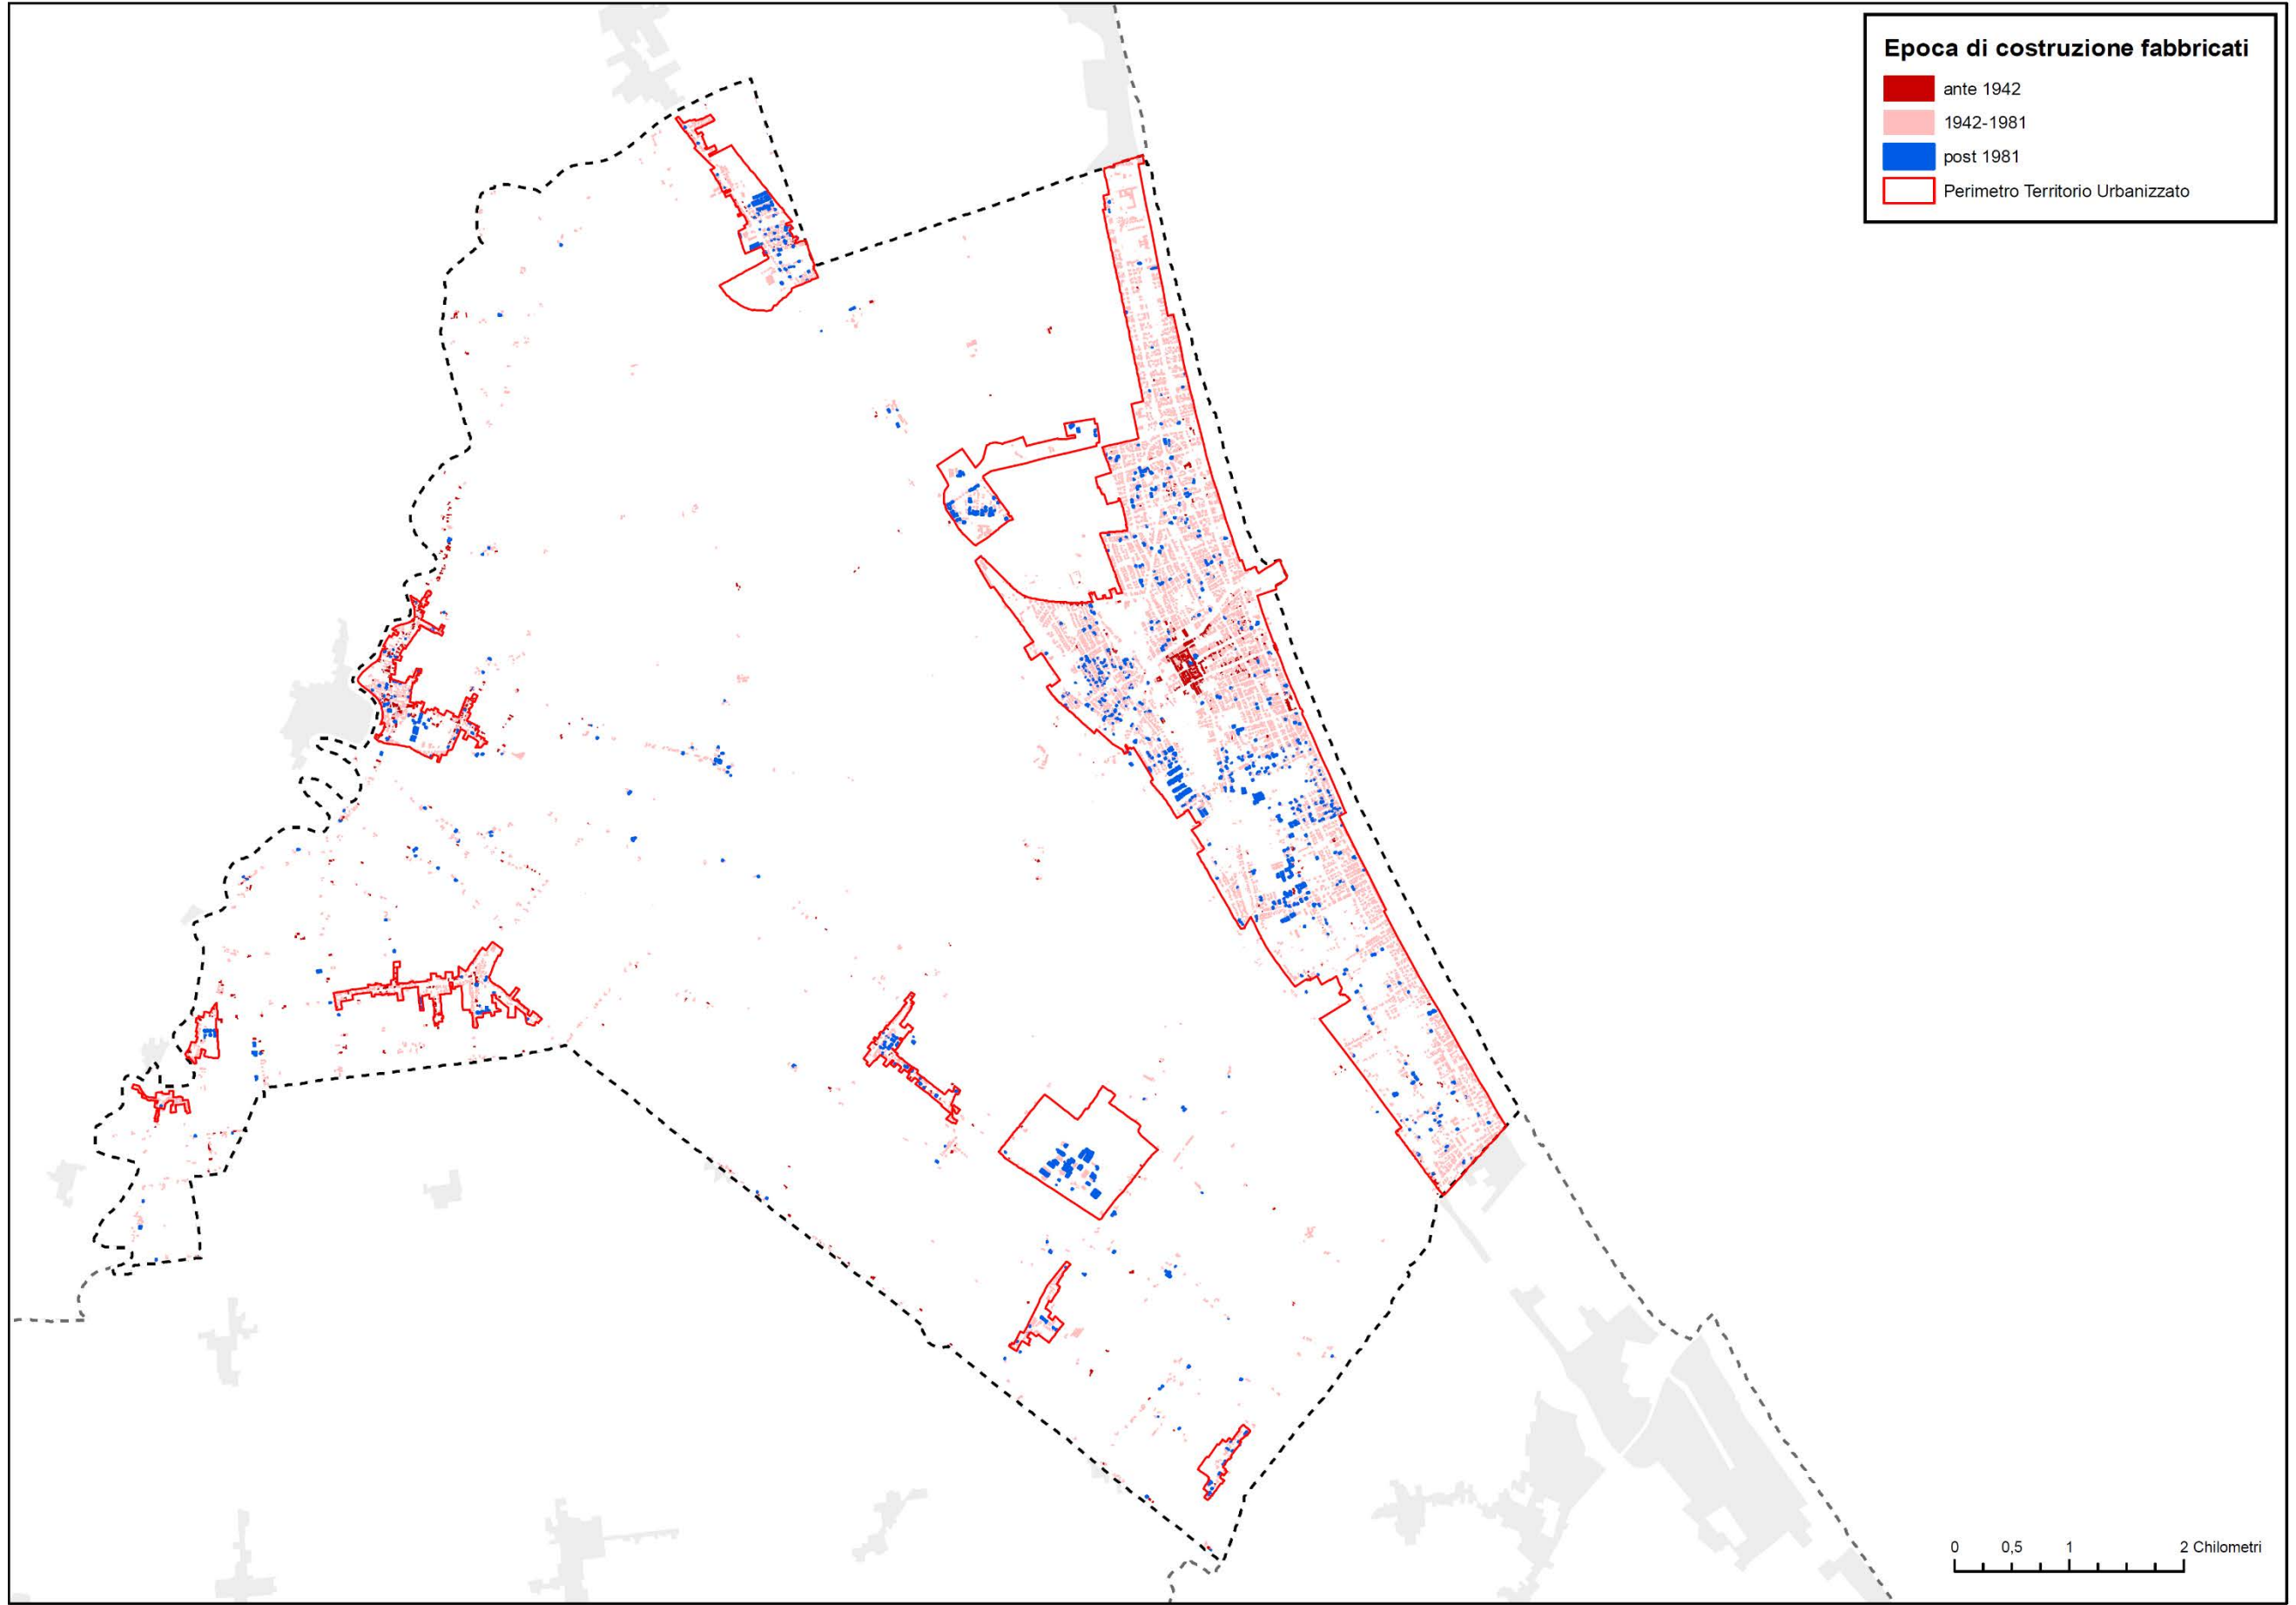 Epoca di costruzione fabbricati
ante 1942
1942-1981
post 1981
Perimetro Territorio Urbanizzato
0 0,5 1 2 Chilometri